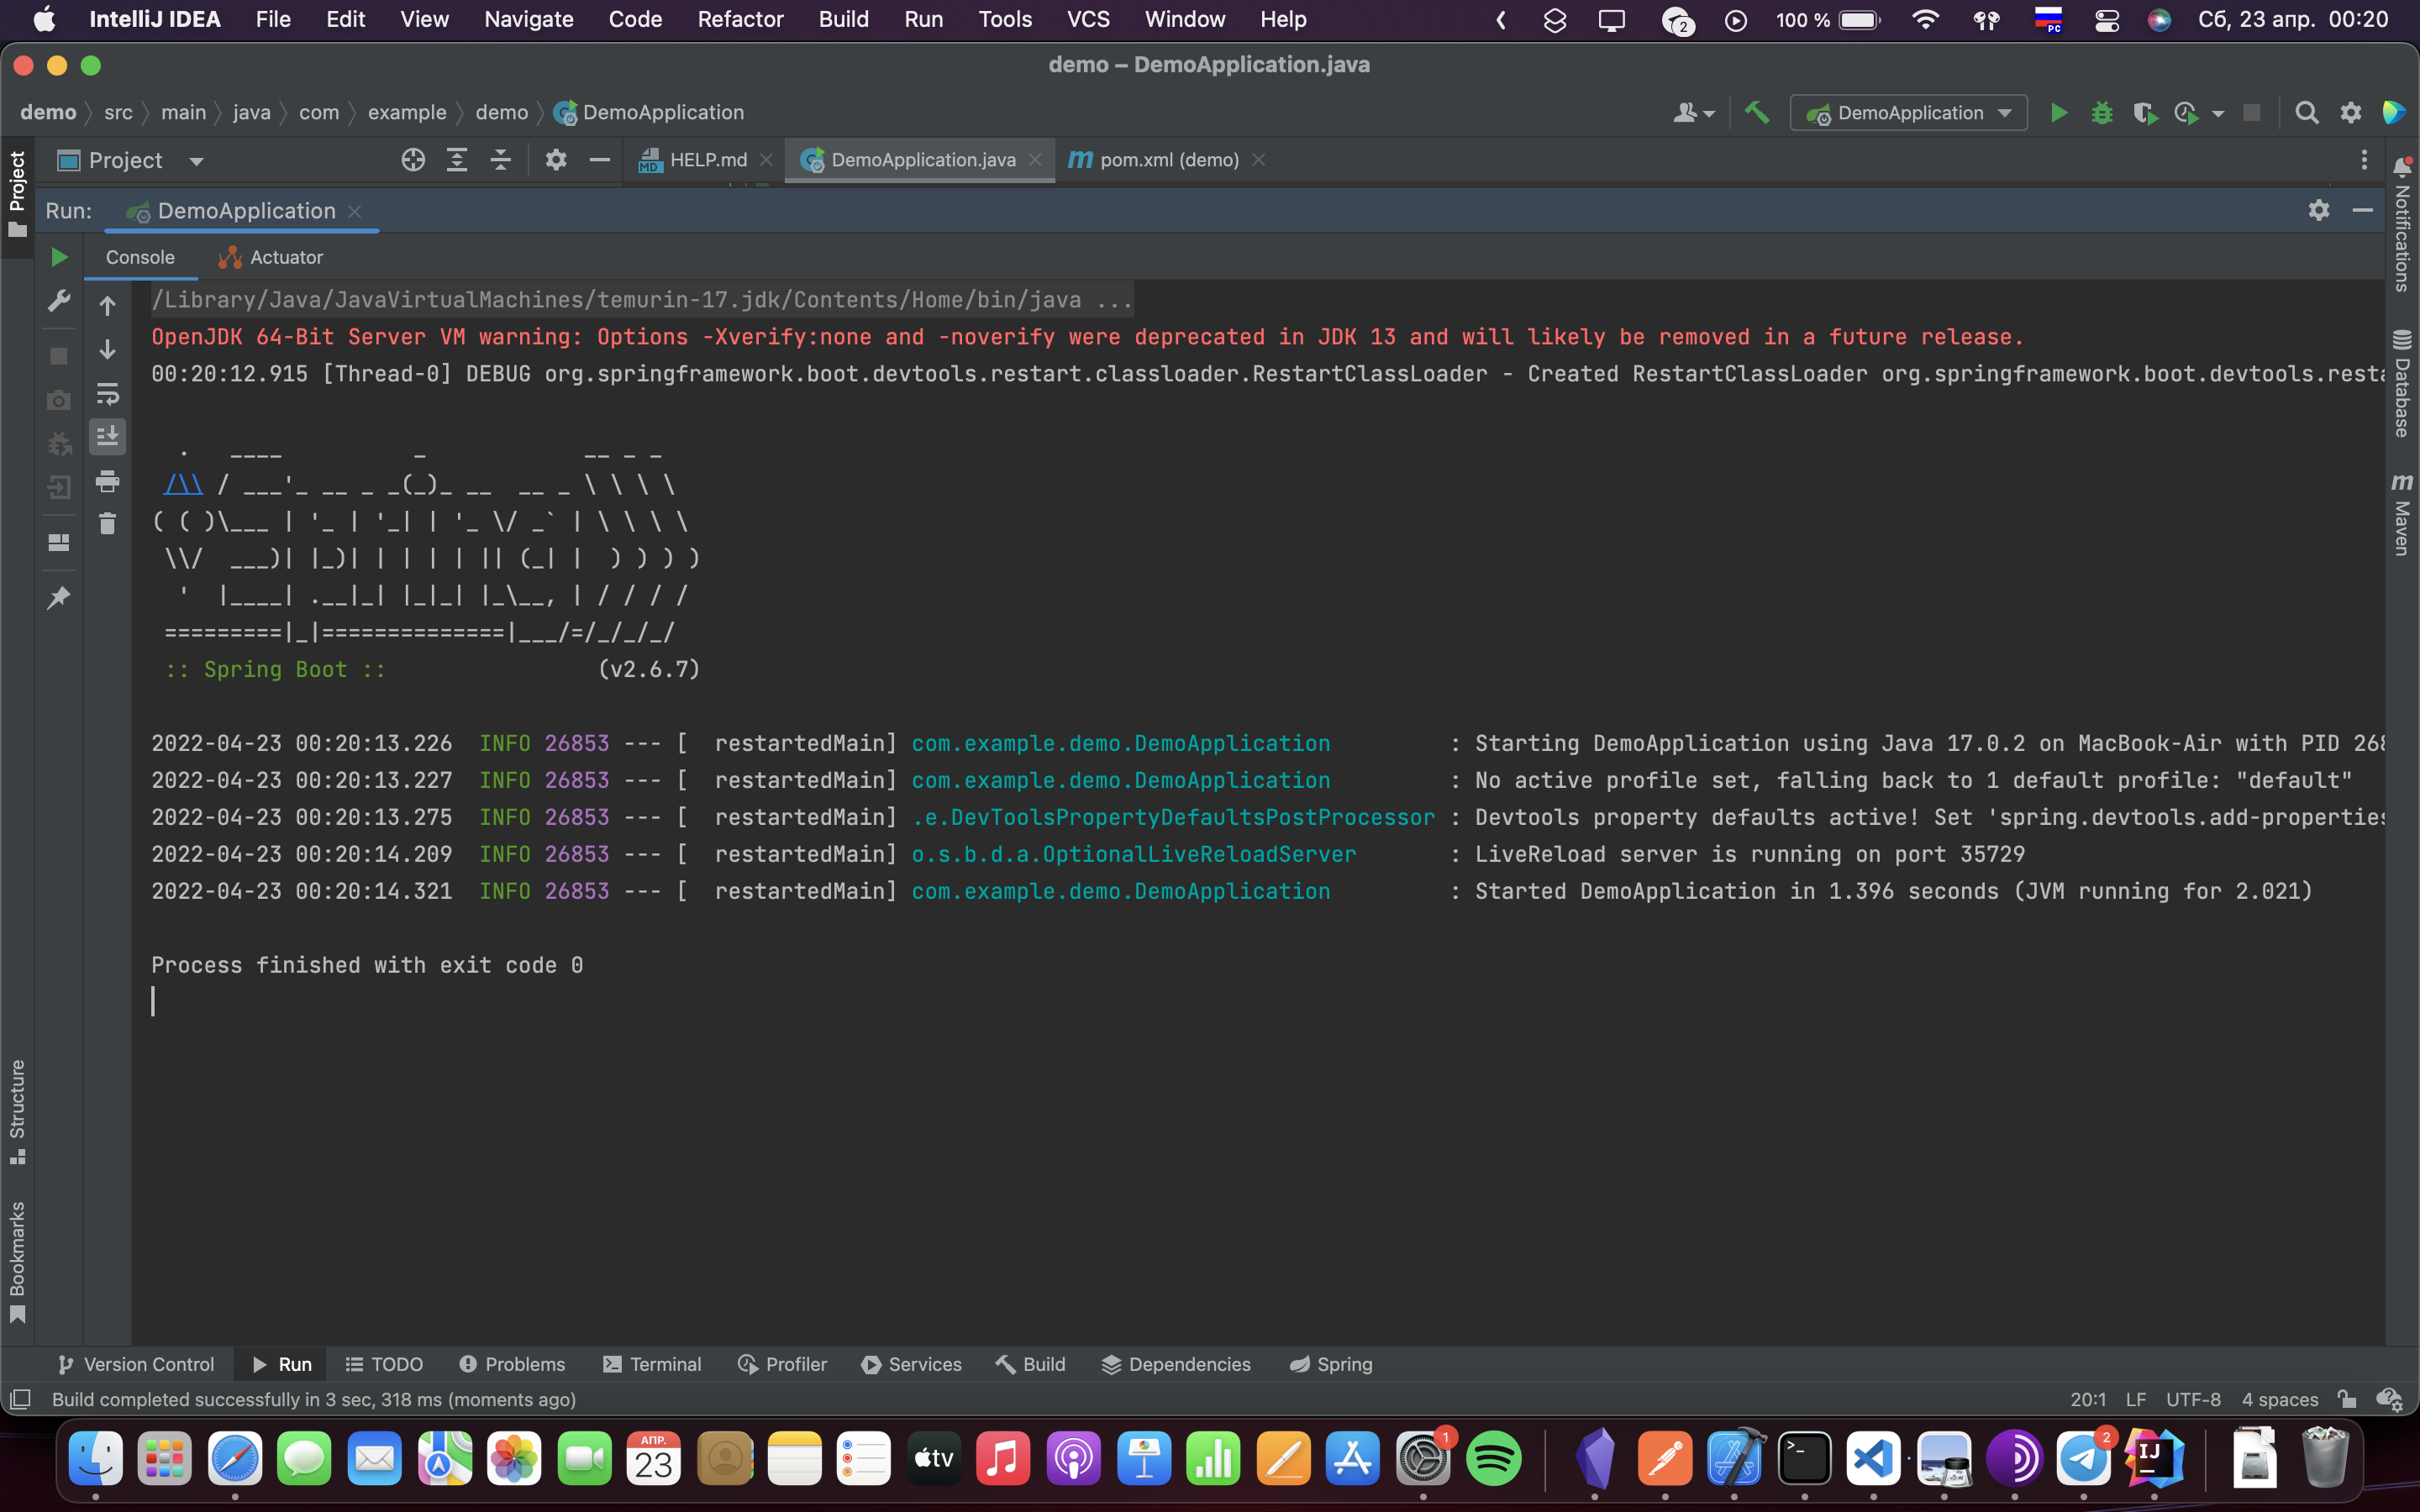 IntelliJ IDEA File Edit View Navigate Code Refactor Build Run Tools VCS Window Help 2 100 % РС Сб, 23 апр. 00:20
demo – DemoApplication.java
demo src main java com example demo DemoApplication DemoApplication
Project Project HELP.md DemoApplication.java m pom.xml (demo)
Run: DemoApplication
Console Actuator
Notifications
Database
m Maven
/Library/Java/JavaVirtualMachines/temurin-17.jdk/Contents/Home/bin/java ...
OpenJDK 64-Bit Server VM warning: Options -Xverify:none and -noverify were deprecated in JDK 13 and will likely be removed in a future release.
00:20:12.915 [Thread-0] DEBUG org.springframework.boot.devtools.restart.classloader.RestartClassLoader - Created RestartClassLoader org.springframework.boot.devtools.resta
  .   ____          _            __ _ _
 /\\ / ___'_ __ _ _(_)_ __  __ _ \ \ \ \
( ( )\___ | '_ | '_| | '_ \/ _` | \ \ \ \
 \\/  ___)| |_)| | | | | || (_| |  ) ) ) )
  '  |____| .__|_| |_|_| |_\__, | / / / /
 =========|_|==============|___/=/_/_/_/
 :: Spring Boot ::                (v2.6.7)
2022-04-23 00:20:13.226  INFO 26853 --- [  restartedMain] com.example.demo.DemoApplication         : Starting DemoApplication using Java 17.0.2 on MacBook-Air with PID 268
2022-04-23 00:20:13.227  INFO 26853 --- [  restartedMain] com.example.demo.DemoApplication         : No active profile set, falling back to 1 default profile: "default"
2022-04-23 00:20:13.275  INFO 26853 --- [  restartedMain] .e.DevToolsPropertyDefaultsPostProcessor : Devtools property defaults active! Set 'spring.devtools.add-properties
2022-04-23 00:20:14.209  INFO 26853 --- [  restartedMain] o.s.b.d.a.OptionalLiveReloadServer       : LiveReload server is running on port 35729
2022-04-23 00:20:14.321  INFO 26853 --- [  restartedMain] com.example.demo.DemoApplication         : Started DemoApplication in 1.396 seconds (JVM running for 2.021)
Process finished with exit code 0
Structure
Bookmarks
Version Control Run TODO Problems Terminal Profiler Services Build Dependencies Spring
Build completed successfully in 3 sec, 318 ms (moments ago) 20:1 LF UTF-8 4 spaces
АПР.
23
tv
1
2
IJ